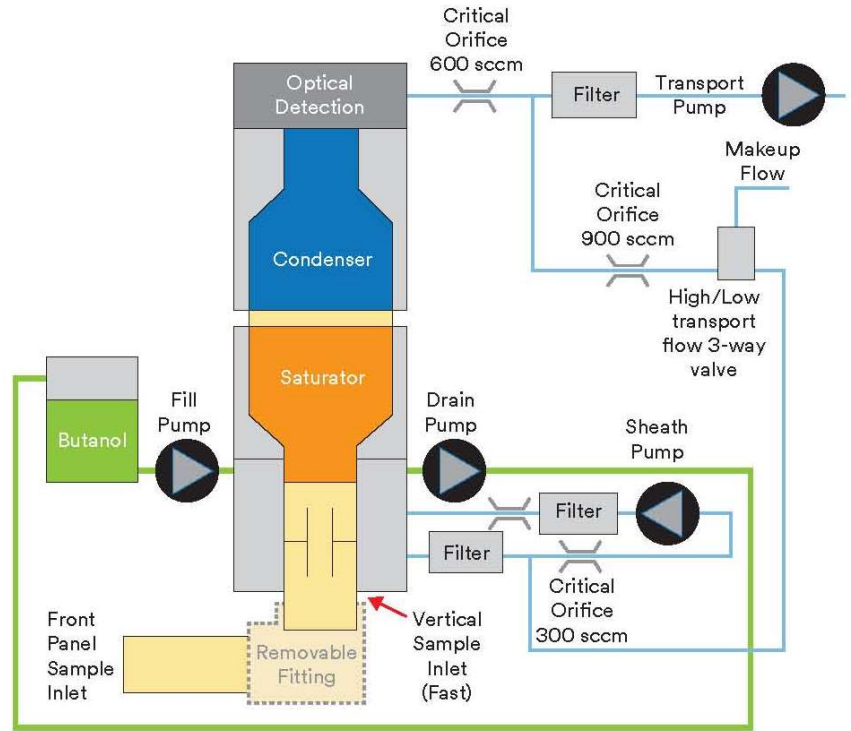 Critical
Orifice
600 sccm
Optical
Detection
Filter
Transport
Pump
Makeup
Flow
Critical
Orifice
900 sccm
Condenser
High/Low
transport
flow 3-way
valve
Saturator
Fill
Pump
Drain
Pump
Butanol
Sheath
Pump
Filter
Filter
Critical
Orifice
300 sccm
Front
Panel
Sample
Inlet
Removable
Fitting
Vertical
Sample
Inlet
(Fast)